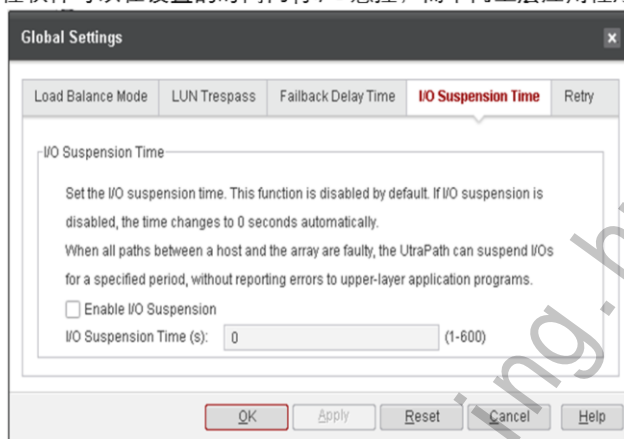 Global Settings
Load Balance Mode LUN Trespass Failback Delay Time I/O Suspension Time Retry
I/O Suspension Time
Set the I/O suspension time. This function is disabled by default. If I/O suspension is
disabled, the time changes to 0 seconds automatically.
When all paths between a host and the array are faulty, the UtraPath can suspend I/Os
for a specified period, without reporting errors to upper-layer application programs.
Enable I/O Suspension
I/O Suspension Time (s): 0 (1-600)
OK Apply Reset Cancel Help